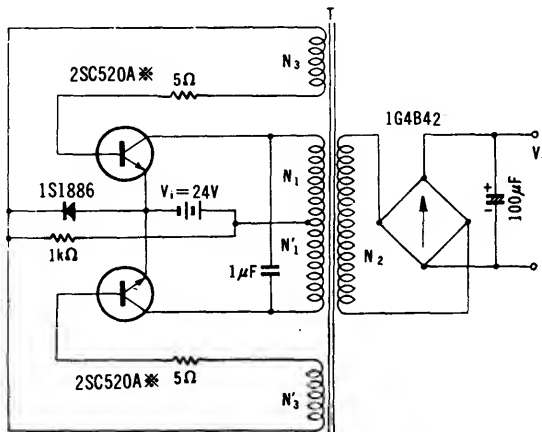 T
N₃
2SC520A※
5Ω
1G4B42
V
N₁
1S1886
Vi=24V
+
-
100μF
1kΩ
N'₁
1μF
N₂
2SC520A※
5Ω
N'₃